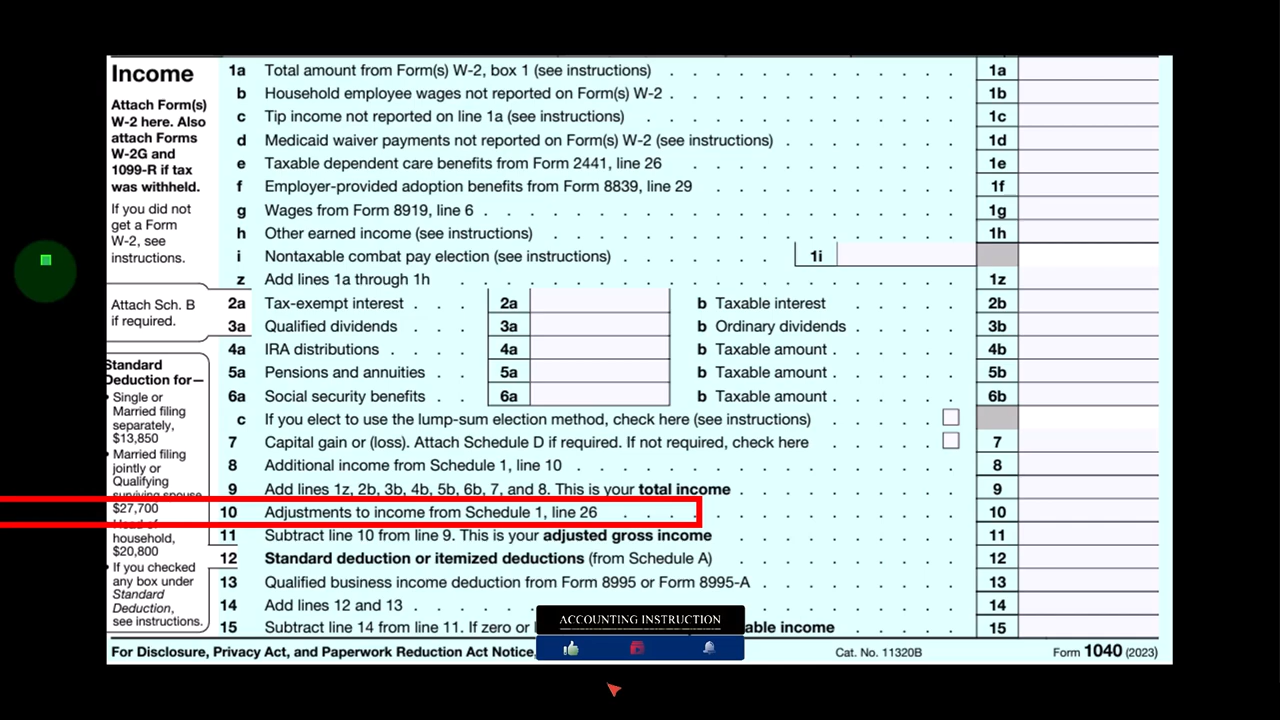 Income
Attach Form(s)
W-2 here. Also
attach Forms
W-2G and
1099-R if tax
was withheld.
If you did not
get a Form
W-2, see
instructions.
Attach Sch. B
if required.
Standard
Deduction for—
• Single or
Married filing
separately,
$13,850
• Married filing
jointly or
Qualifying
surviving spouse,
$27,700
Head of
household,
$20,800
• If you checked
any box under
Standard
Deduction,
see instructions.
1a Total amount from Form(s) W-2, box 1 (see instructions) . . . . . . . . . . . . . 1a
b Household employee wages not reported on Form(s) W-2 . . . . . . . . . . . . . 1b
c Tip income not reported on line 1a (see instructions) . . . . . . . . . . . . . . 1c
d Medicaid waiver payments not reported on Form(s) W-2 (see instructions) . . . . . . . . 1d
e Taxable dependent care benefits from Form 2441, line 26 . . . . . . . . . . . . 1e
f Employer-provided adoption benefits from Form 8839, line 29 . . . . . . . . . . . 1f
g Wages from Form 8919, line 6 . . . . . . . . . . . . . . . . . . . . . 1g
h Other earned income (see instructions) . . . . . . . . . . . . . . . . . . 1h
i Nontaxable combat pay election (see instructions) . . . . . . . 1i
z Add lines 1a through 1h . . . . . . . . . . . . . . . . . . . . . . 1z
2a Tax-exempt interest . . . 2a b Taxable interest . . . . . 2b
3a Qualified dividends . . . 3a b Ordinary dividends . . . . . 3b
4a IRA distributions . . . . 4a b Taxable amount . . . . . . 4b
5a Pensions and annuities . . 5a b Taxable amount . . . . . . 5b
6a Social security benefits . . 6a b Taxable amount . . . . . . 6b
c If you elect to use the lump-sum election method, check here (see instructions) . . . . . .
7 Capital gain or (loss). Attach Schedule D if required. If not required, check here . . . . . . 7
8 Additional income from Schedule 1, line 10 . . . . . . . . . . . . . . . . . 8
9 Add lines 1z, 2b, 3b, 4b, 5b, 6b, 7, and 8. This is your total income . . . . . . . . . . 9
10 Adjustments to income from Schedule 1, line 26 . . . . . . . . . . . . . . . 10
11 Subtract line 10 from line 9. This is your adjusted gross income . . . . . . . . . . 11
12 Standard deduction or itemized deductions (from Schedule A) . . . . . . . . . . 12
13 Qualified business income deduction from Form 8995 or Form 8995-A . . . . . . . . . 13
14 Add lines 12 and 13 . . . . . . . . . . . . . . . . . . . . . . . 14
15 Subtract line 14 from line 11. If zero or able income . . . . . 15
ACCOUNTING INSTRUCTION
For Disclosure, Privacy Act, and Paperwork Reduction Act Notice, Cat. No. 11320B Form 1040 (2023)